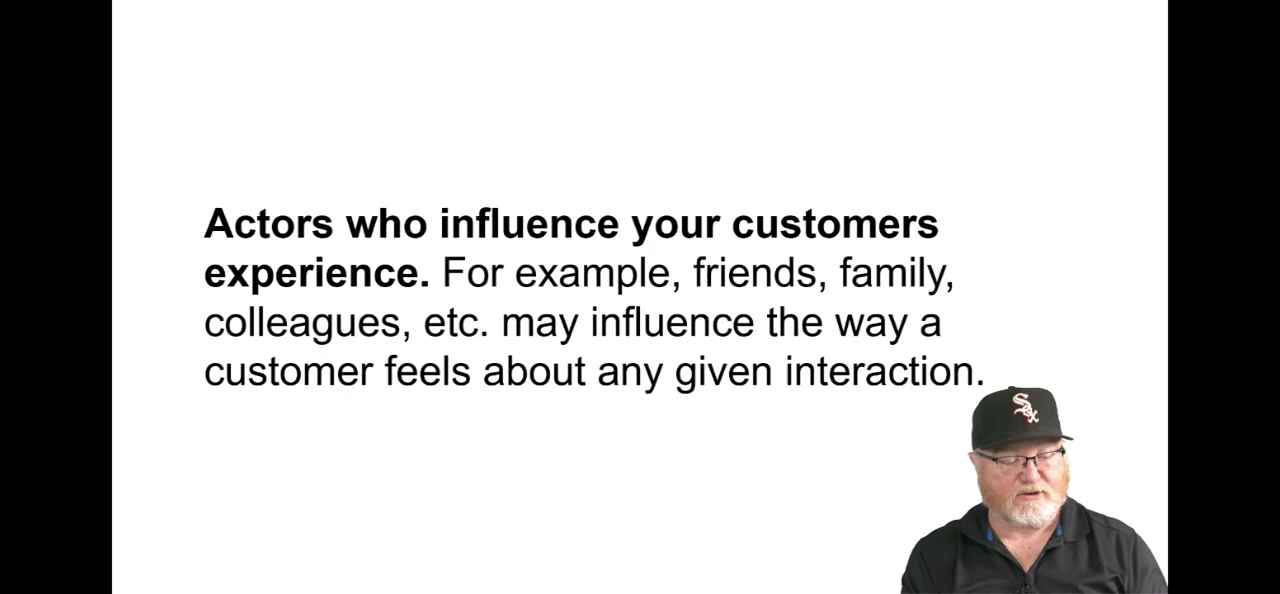 Actors who influence your customers
experience. For example, friends, family,
colleagues, etc. may influence the way a
customer feels about any given interaction.
Sox